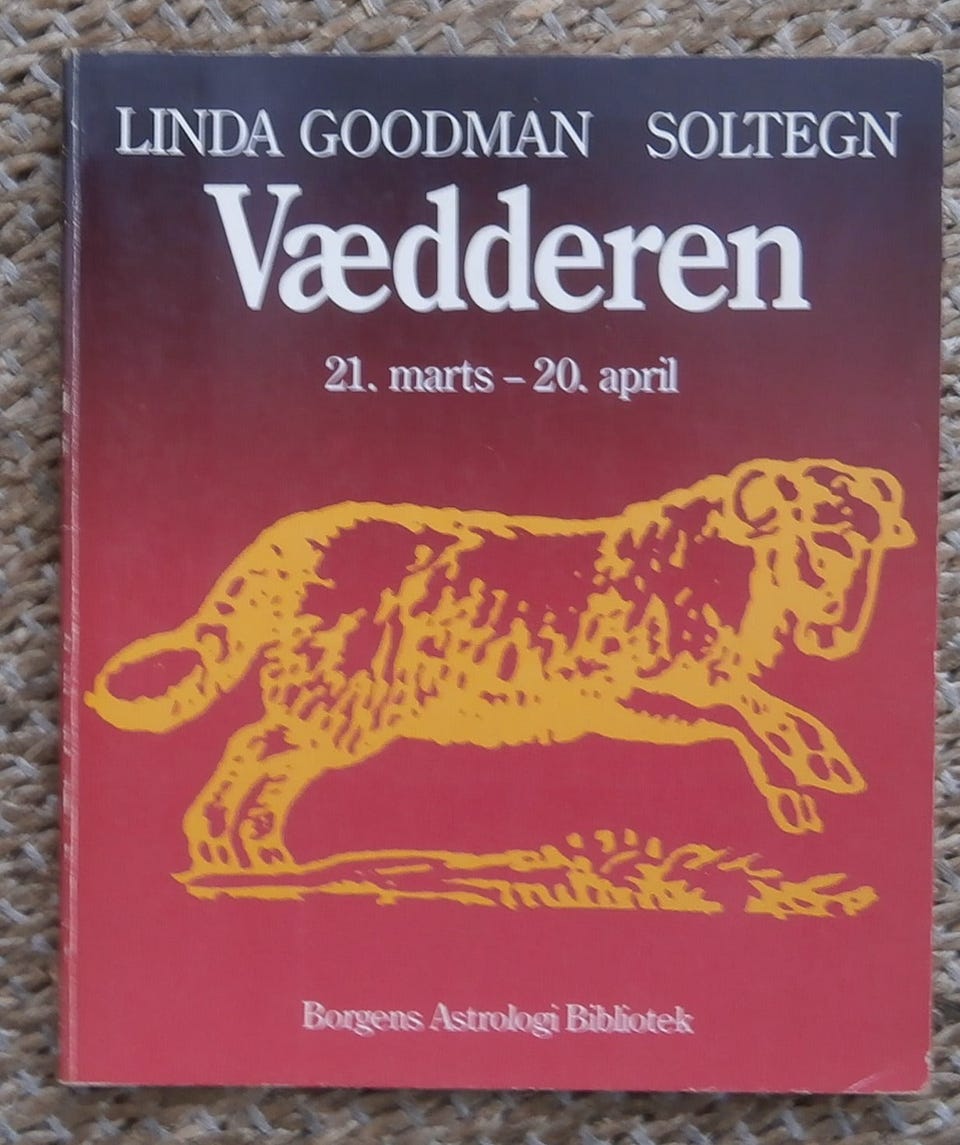 LINDA GOODMAN SOLTEGN
Vædderen
21. marts – 20. april
Borgens Astrologi Bibliotek